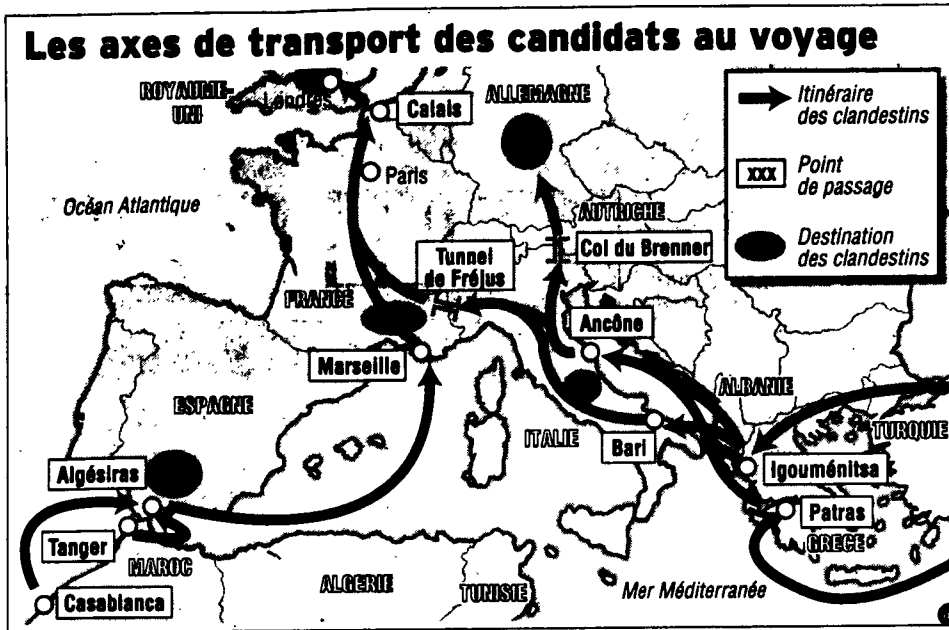 Les axes de transport des candidats au voyage
ROYAUME-
UNI
Londres
Calais
ALLEMAGNE
Itinéraire
des clandestins
xxx
Point
de passage
Destination
des clandestins
Paris
Océan Atlantique
AUTRICHE
Col du Brenner
Tunnel
de Fréjus
FRANCE
Ancône
Marseille
ESPAGNE
ALBANIE
ITALIE
Bari
TURQUIE
Igouménitsa
Algésiras
Patras
GRÈCE
Tanger
MAROC
ALGERIE
TUNISIE
Mer Méditerranée
Casablanca